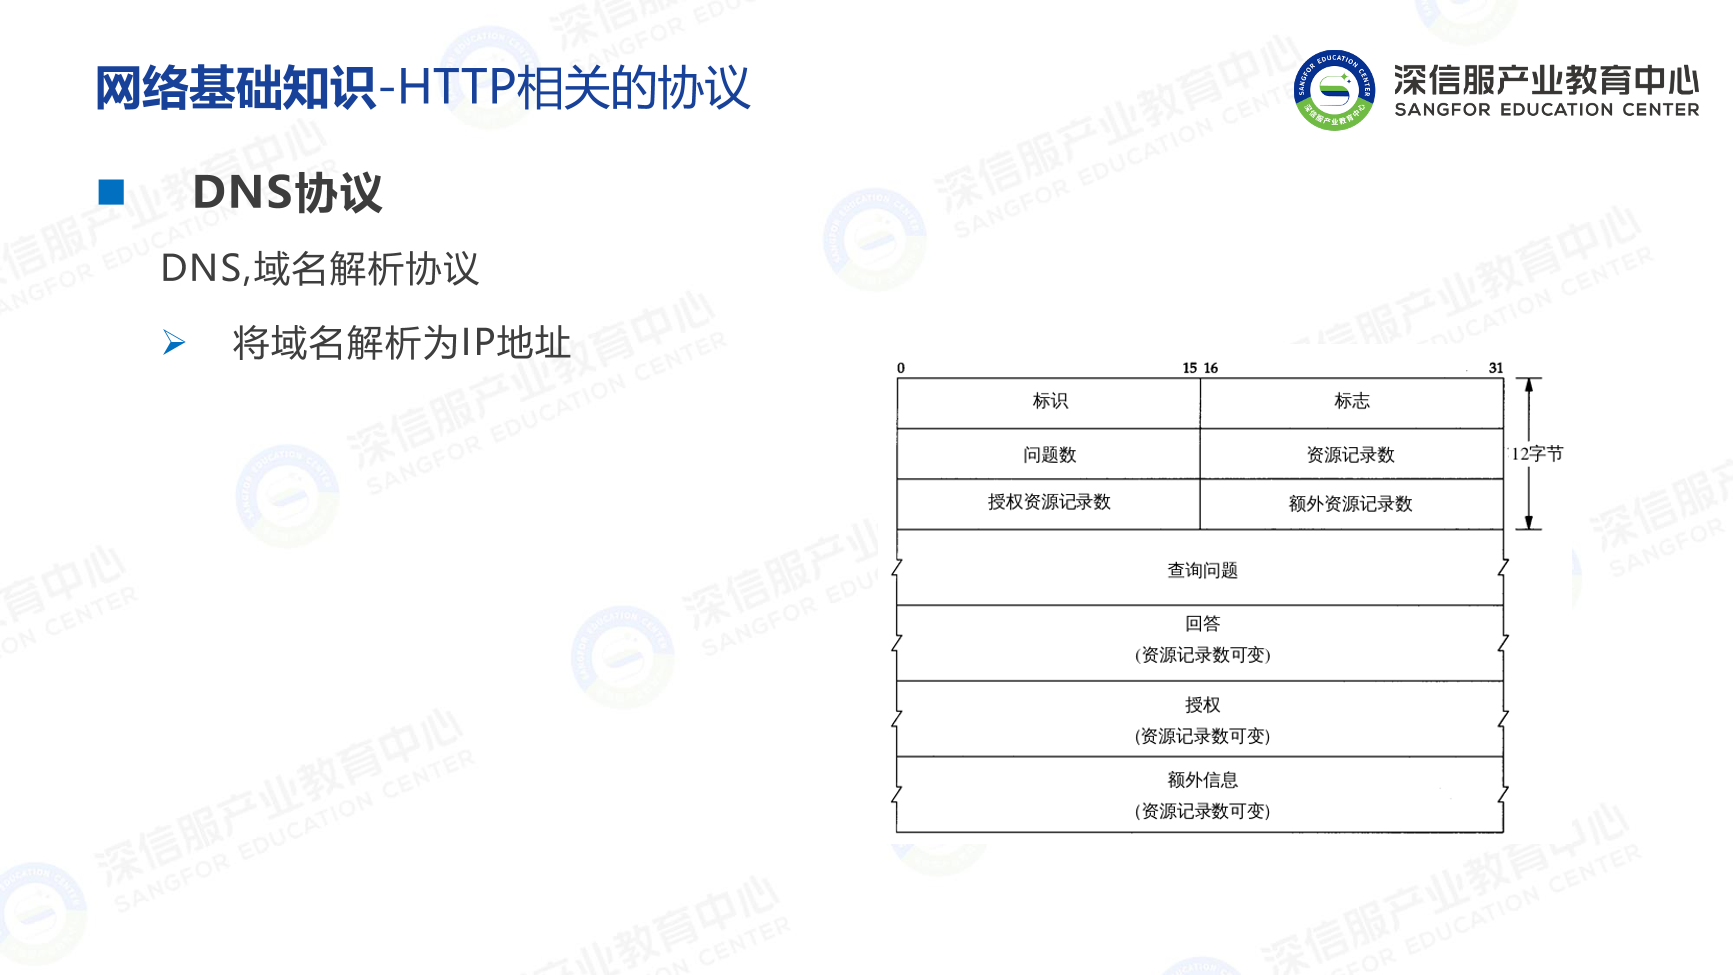 网络基础知识-HTTP相关的协议
深信服产业教育中心
SANGFOR EDUCATION CENTER
DNS协议
DNS,域名解析协议
将域名解析为IP地址
0 15 16 31
标识 标志
问题数 资源记录数
12字节
授权资源记录数 额外资源记录数
查询问题
回答
(资源记录数可变)
授权
(资源记录数可变)
额外信息
(资源记录数可变)